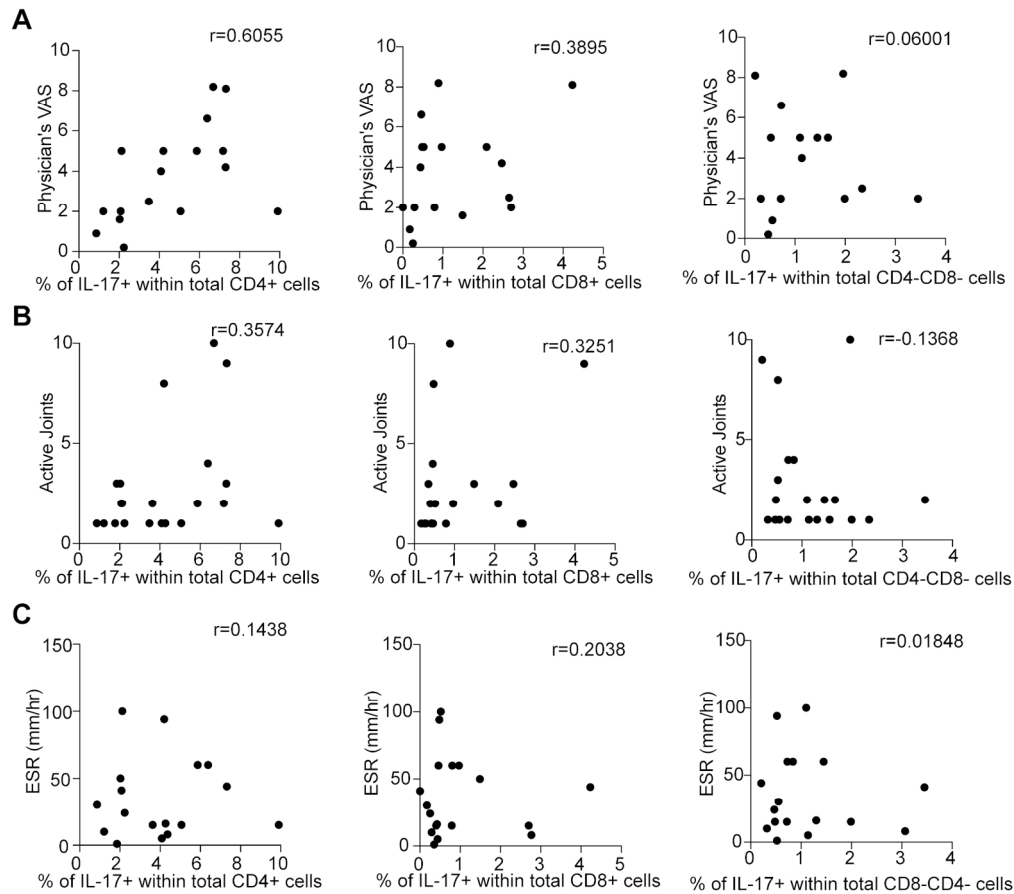 A
r=0.6055
r=0.3895
r=0.06001
Physician's VAS
10
8
6
4
2
0
0 2 4 6 8 10
% of IL-17+ within total CD4+ cells
Physician's VAS
10
8
6
4
2
0
0 1 2 3 4 5
% of IL-17+ within total CD8+ cells
Physician's VAS
10
8
6
4
2
0
0 1 2 3 4
% of IL-17+ within total CD4-CD8- cells
B
r=0.3574
r=0.3251
r=-0.1368
Active Joints
10
5
0
0 2 4 6 8 10
% of IL-17+ within total CD4+ cells
Active Joints
10
5
0
0 1 2 3 4 5
% of IL-17+ within total CD8+ cells
Active Joints
10
5
0
0 1 2 3 4
% of IL-17+ within total CD4-CD8- cells
C
r=0.1438
r=0.2038
r=0.01848
ESR (mm/hr)
150
100
50
0
0 2 4 6 8 10
% of IL-17+ within total CD4+ cells
ESR (mm/hr)
150
100
50
0
0 1 2 3 4 5
% of IL-17+ within total CD8+ cells
ESR (mm/hr)
150
100
50
0
0 1 2 3 4
% of IL-17+ within total CD8-CD4- cells